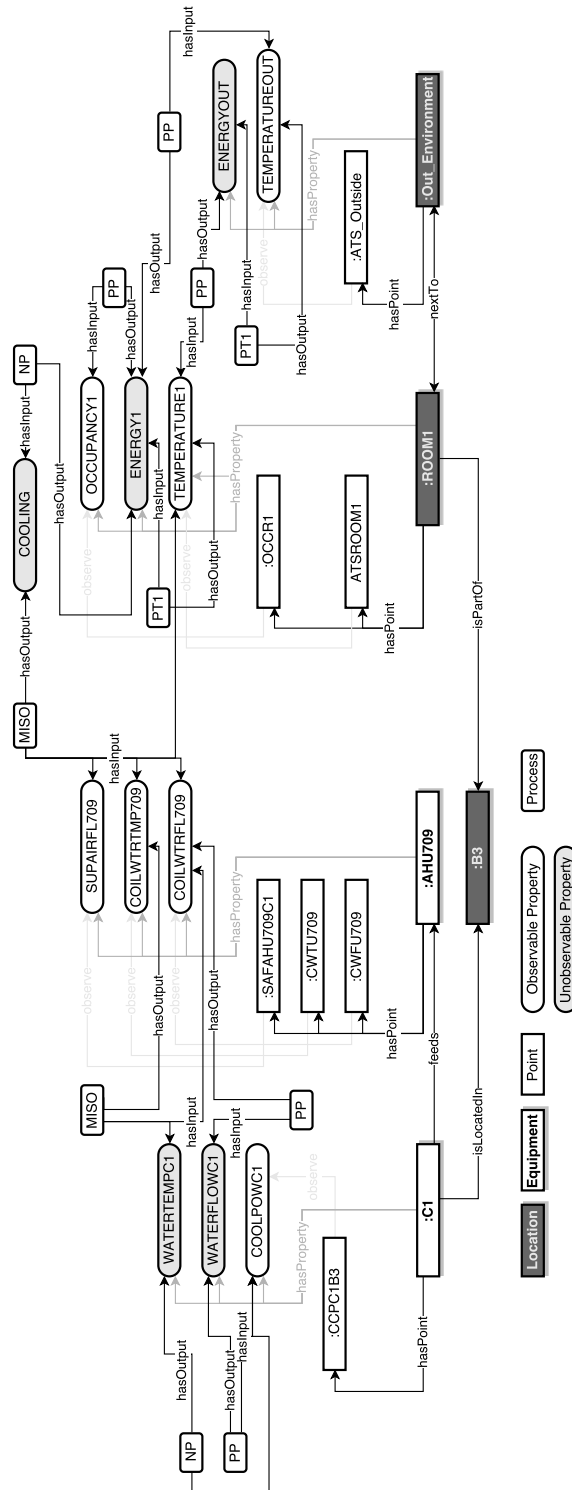 NP
hasOutput
PP
hasOutput
hasInput
WATERTEMPC1
WATERFLOWC1
COOLPOWC1
hasProperty
observe
:CCPC1B3
hasPoint
:C1
MISO
hasInput
hasOutput
PP
hasInput
hasOutput
SUPAIRFL709
COILWTRTMP709
COILWTRFL709
observe
observe
observe
hasProperty
:SAFAHU709C1
:CWTU709
:CWFU709
hasPoint
:AHU709
feeds
isLocatedIn
:B3
MISO
hasInput
hasOutput
COOLING
hasInput
NP
hasOutput
OCCUPANCY1
ENERGY1
TEMPERATURE1
PP
hasInput
hasOutput
PT1
hasInput
hasOutput
observe
observe
hasProperty
:OCCR1
ATSROOM1
hasPoint
:ROOM1
isPartOf
nextTo
PP
hasInput
hasOutput
PP
hasOutput
hasInput
ENERGYOUT
TEMPERATUREOUT
PT1
hasInput
hasOutput
observe
hasProperty
:ATS_Outside
hasPoint
:Out_Environment
Location
Equipment
Point
Observable Property
Unobservable Property
Process